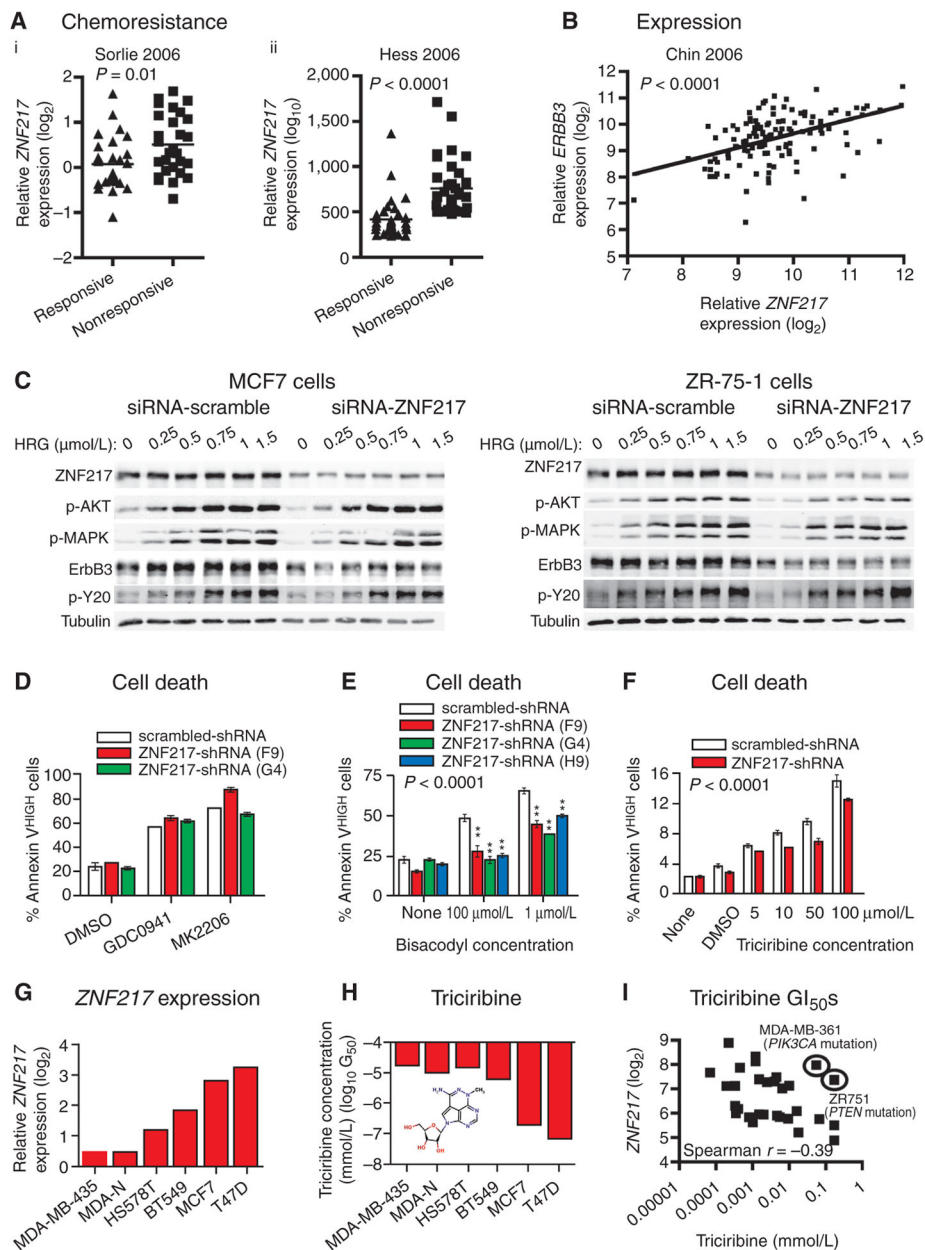 A Chemoresistance
i
Sorlie 2006
P = 0.01
Relative ZNF217
expression (log2)
2
1
0
–1
–2
Responsive
Nonresponsive
ii
Hess 2006
P < 0.0001
Relative ZNF217
expression (log10)
2,000
1,500
1,000
500
0
Responsive
Nonresponsive
B Expression
Chin 2006
P < 0.0001
Relative ERBB3
expression (log2)
12
11
10
9
8
7
6
5
7 8 9 10 11 12
Relative ZNF217
expression (log2)
C
MCF7 cells
siRNA-scramble siRNA-ZNF217
HRG (μmol/L): 0 0.25 0.5 0.75 1 1.5 0 0.25 0.5 0.75 1 1.5
ZNF217
p-AKT
p-MAPK
ErbB3
p-Y20
Tubulin
ZR-75-1 cells
siRNA-scramble siRNA-ZNF217
HRG (μmol/L): 0 0.25 0.5 0.75 1 1.5 0 0.25 0.5 0.75 1 1.5
ZNF217
p-AKT
p-MAPK
ErbB3
p-Y20
Tubulin
D Cell death
scrambled-shRNA
ZNF217-shRNA (F9)
ZNF217-shRNA (G4)
% Annexin VHIGH cells
100
80
60
40
20
0
DMSO
GDC0941
MK2206
E Cell death
scrambled-shRNA
ZNF217-shRNA (F9)
ZNF217-shRNA (G4)
ZNF217-shRNA (H9)
P < 0.0001
% Annexin VHIGH cells
75
50
25
0
** ** ** ** ** **
None 100 μmol/L 1 μmol/L
Bisacodyl concentration
F Cell death
scrambled-shRNA
ZNF217-shRNA
P < 0.0001
% Annexin VHIGH cells
16
12
8
4
0
None DMSO 5 10 50 100 μmol/L
Triciribine concentration
G ZNF217 expression
Relative ZNF217
expression (log2)
4
3
2
1
0
MDA-MB-435
MDA-N
HS578T
BT549
MCF7
T47D
H Triciribine
Triciribine concentration
(mmol/L) (log10 G50)
–4
–5
–6
–7
–8
H2N
N
N
N
CH3
N
N
N
HO
O
HO
OH
MDA-MB-435
MDA-N
HS578T
BT549
MCF7
T47D
I Triciribine GI50s
ZNF217 (log2)
9
8
7
6
5
4
MDA-MB-361
(PIK3CA mutation)
ZR751
(PTEN mutation)
Spearman r = –0.39
0.00001
0.0001
0.001
0.01
0.1
1
Triciribine (mmol/L)